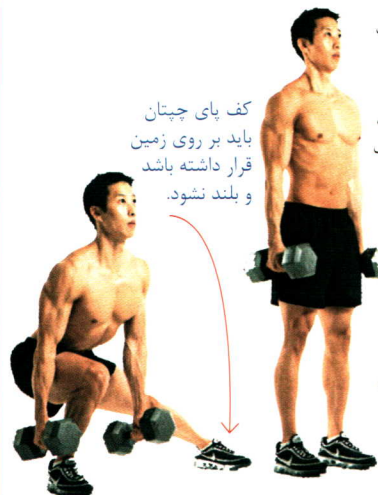 کف پای چپتان
باید بر روی زمین
قرار داشته باشد
و بلند نشود.